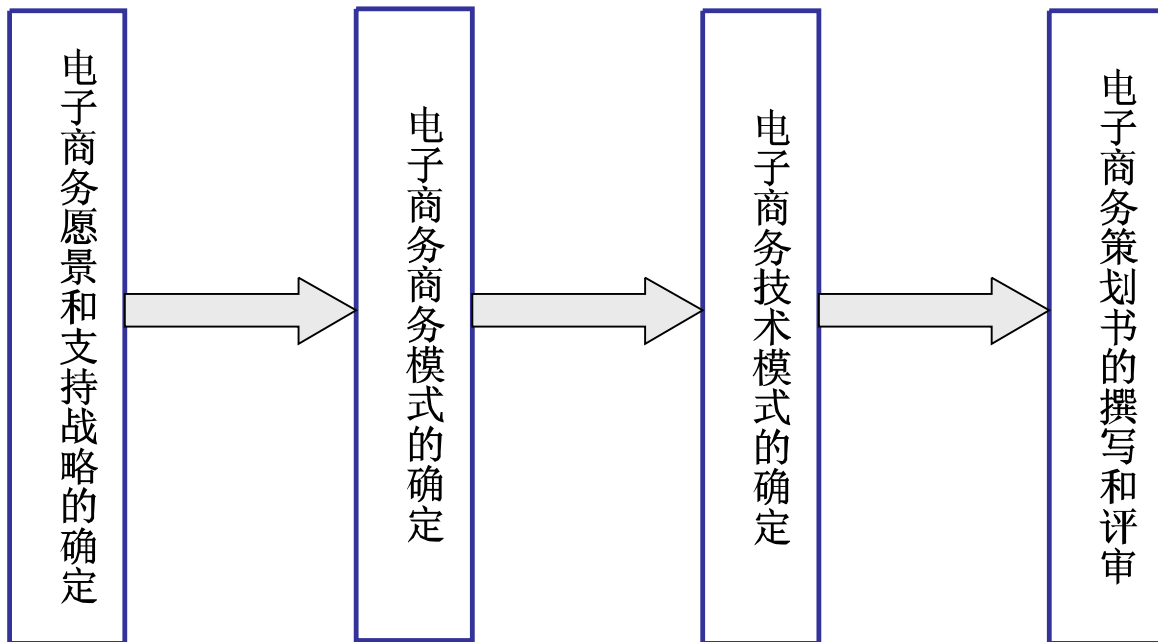 电子商务愿景和支持战略的确定
电子商务商务模式的确定
电子商务技术模式的确定
电子商务策划书的撰写和评审